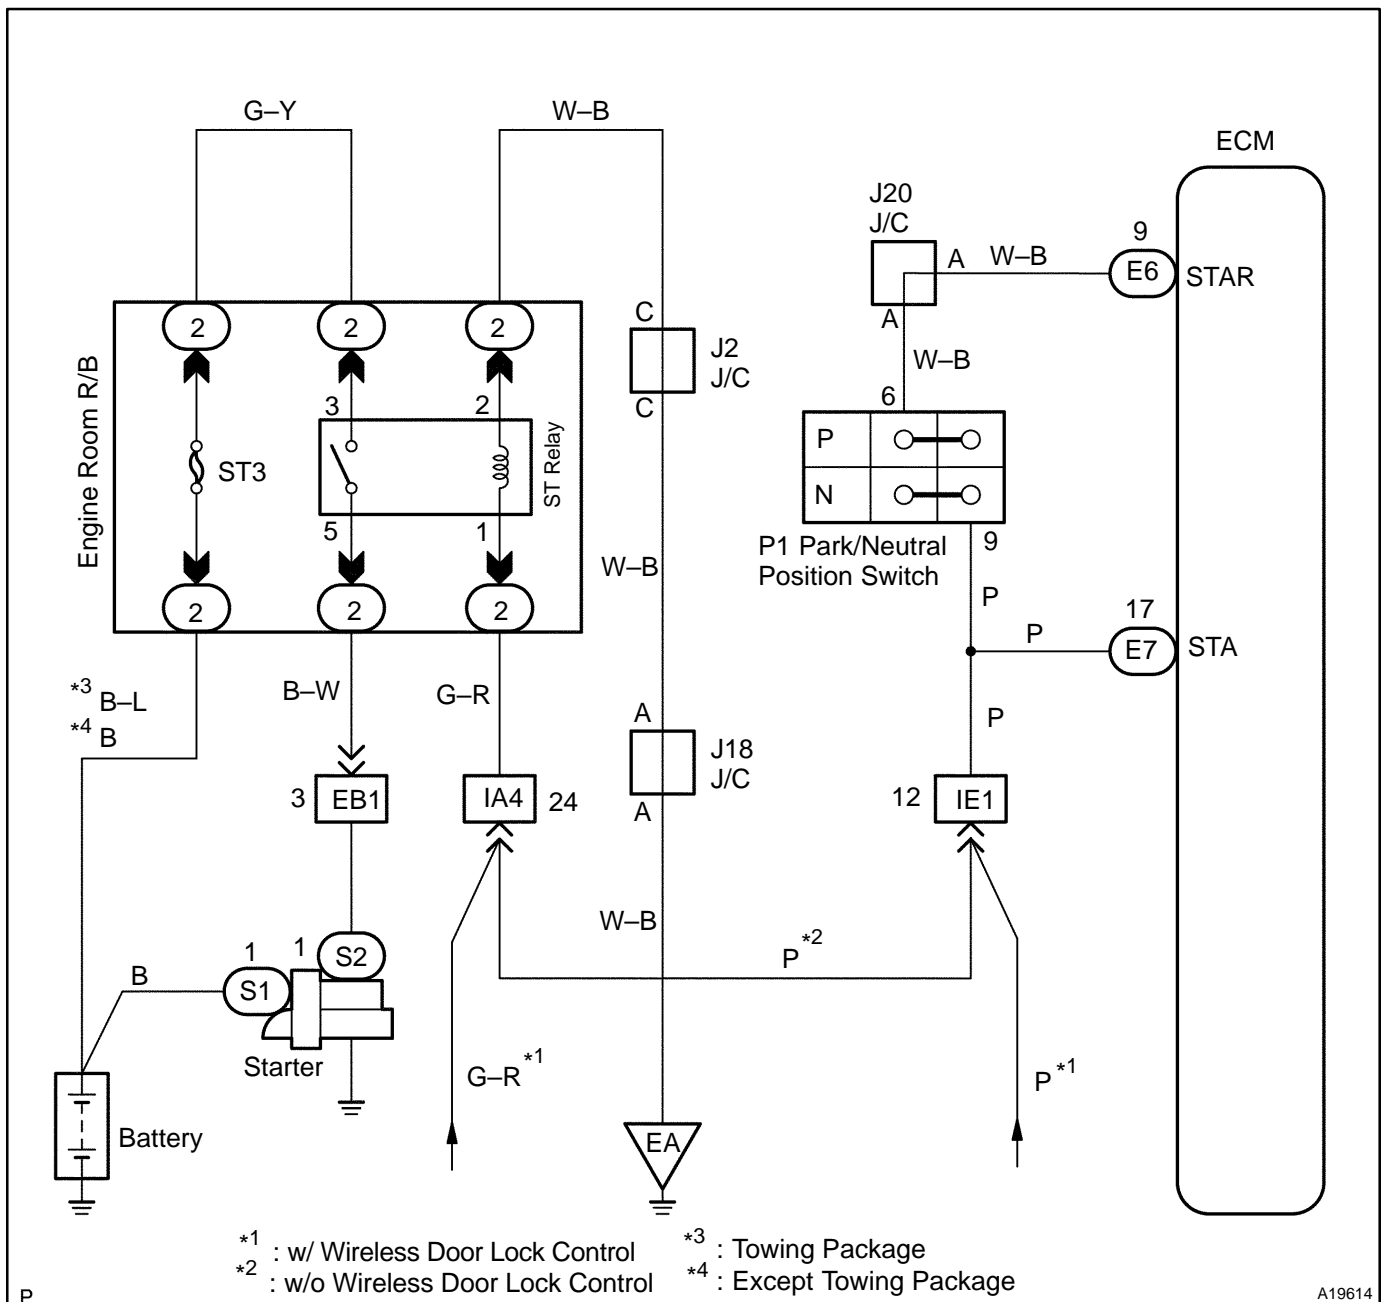 G–Y
W–B
ECM
J20
J/C
9
A
W–B
E6
STAR
A
W–B
6
2
2
2
C
J2
J/C
C
Engine Room R/B
ST3
3
2
ST Relay
5
1
P
N
9
P1 Park/Neutral
Position Switch
2
2
2
W–B
P
17
P
E7
STA
*3 B–L
*4 B
B–W
G–R
A
J18
J/C
A
P
3
EB1
IA4
24
12
IE1
W–B
P*2
1
1
S2
B
S1
Starter
G–R*1
P*1
Battery
EA
*1 : w/ Wireless Door Lock Control
*2 : w/o Wireless Door Lock Control
*3 : Towing Package
*4 : Except Towing Package
P
A19614